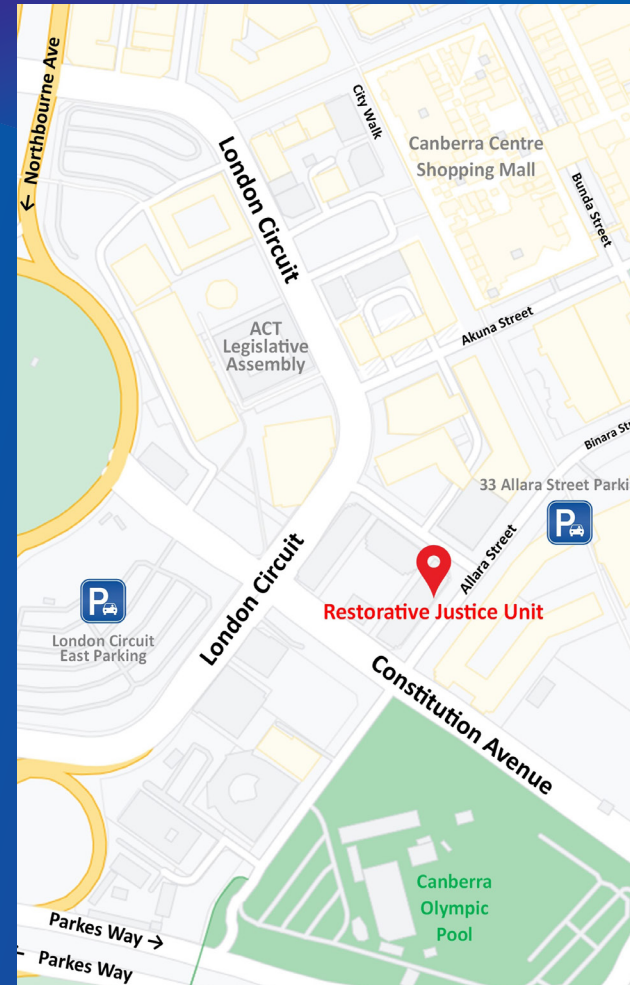 ← Northbourne Ave
City Walk
London Circuit
Canberra Centre
Shopping Mall
Bunda Street
ACT
Legislative
Assembly
Akuna Street
Binara St
33 Allara Street Parki
P
Allara Street
London Circuit
Restorative Justice Unit
P
London Circuit
East Parking
Constitution Avenue
Canberra
Olympic
Pool
Parkes Way →
← Parkes Way